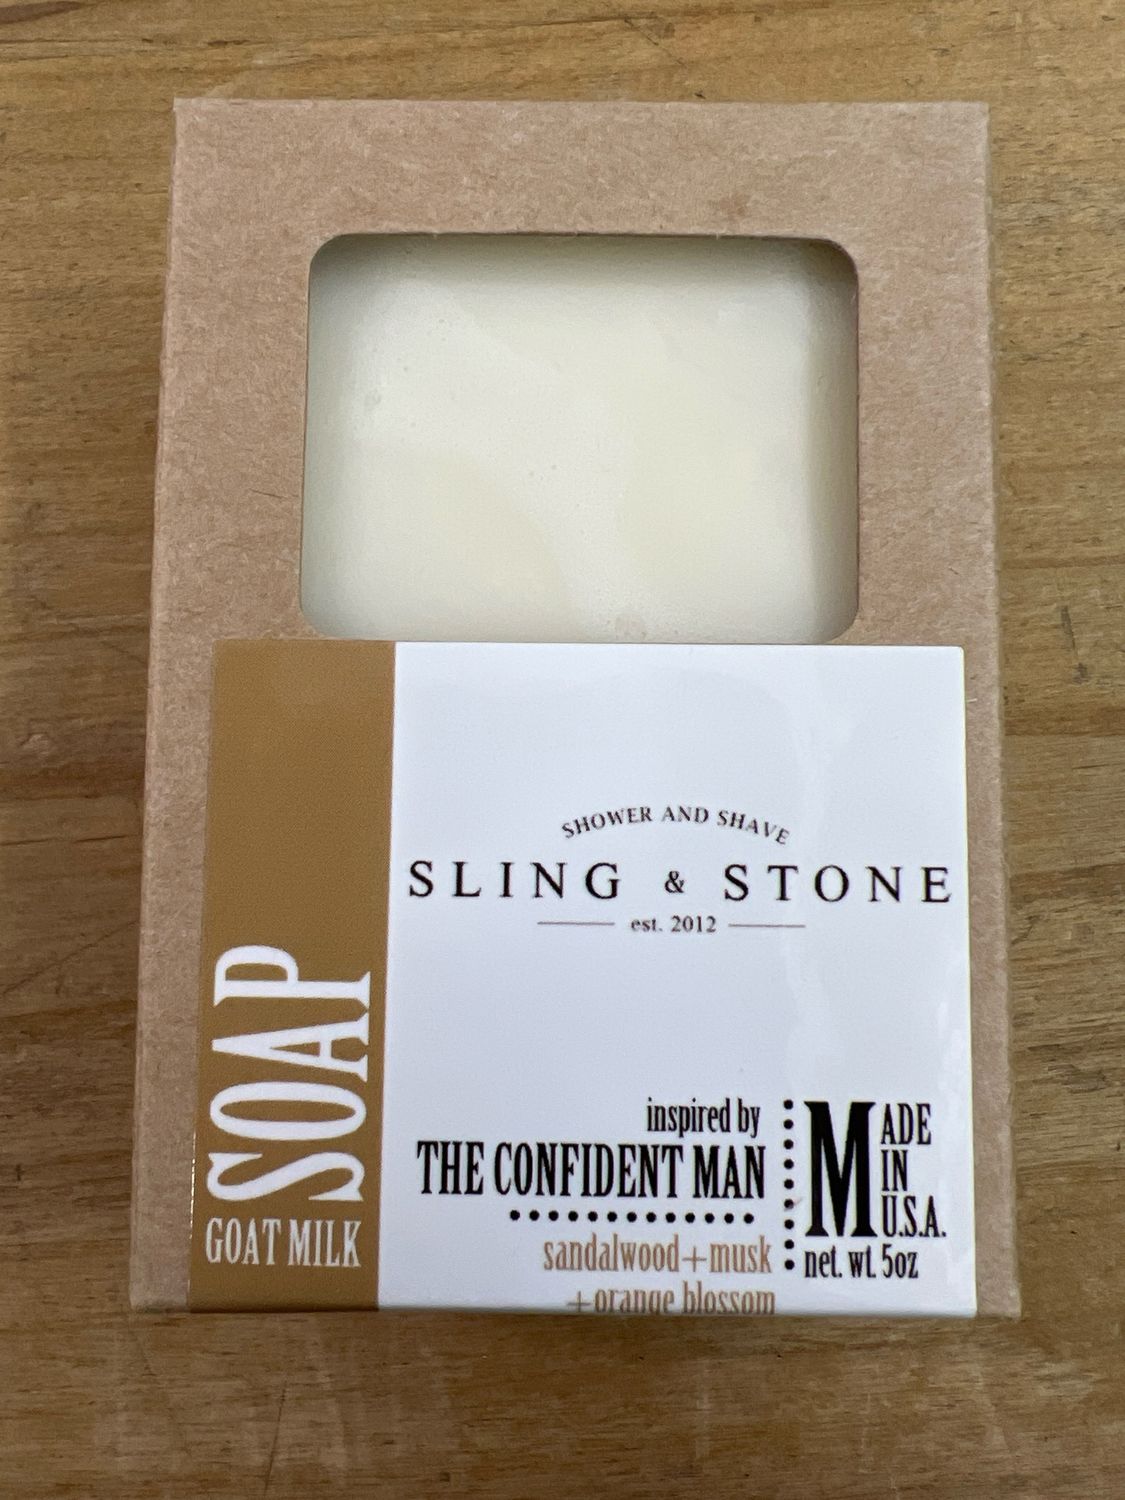 SHOWER AND SHAVE
SLING & STONE
est. 2012
SOAP
GOAT MILK
inspired by
THE CONFIDENT MAN
sandalwood+musk
+orange blossom
MADE
IN
U.S.A.
net. wt. 5oz